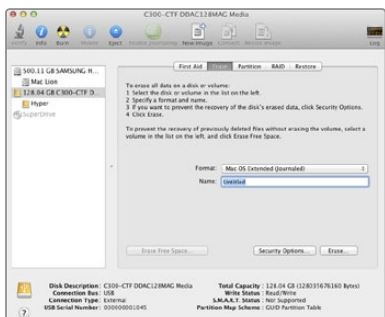 C300-CTF DDAC128MAG Media
Verify Info Burn Mount Eject Enable Journaling New Image Convert Resize Image Log
500.11 GB SAMSUNG H...
Mac Lion
128.04 GB C300-CTF D...
Hyper
SuperDrive
First Aid Erase Partition RAID Restore
To erase all data on a disk or volume:
1 Select the disk or volume in the list on the left.
2 Specify a format and name.
3 If you want to prevent the recovery of the disk's erased data, click Security Options.
4 Click Erase.
To prevent the recovery of previously deleted files without erasing the volume, select a
volume in the list on the left, and click Erase Free Space.
Format: Mac OS Extended (Journaled)
Name: Untitled
Erase Free Space... Security Options... Erase...
Disk Description : C300-CTF DDAC128MAG Media
Connection Bus : USB
Connection Type : External
USB Serial Number : 000000001045
Total Capacity : 128.04 GB (128035676160 Bytes)
Write Status : Read/Write
S.M.A.R.T. Status : Not Supported
Partition Map Scheme : GUID Partition Table
?